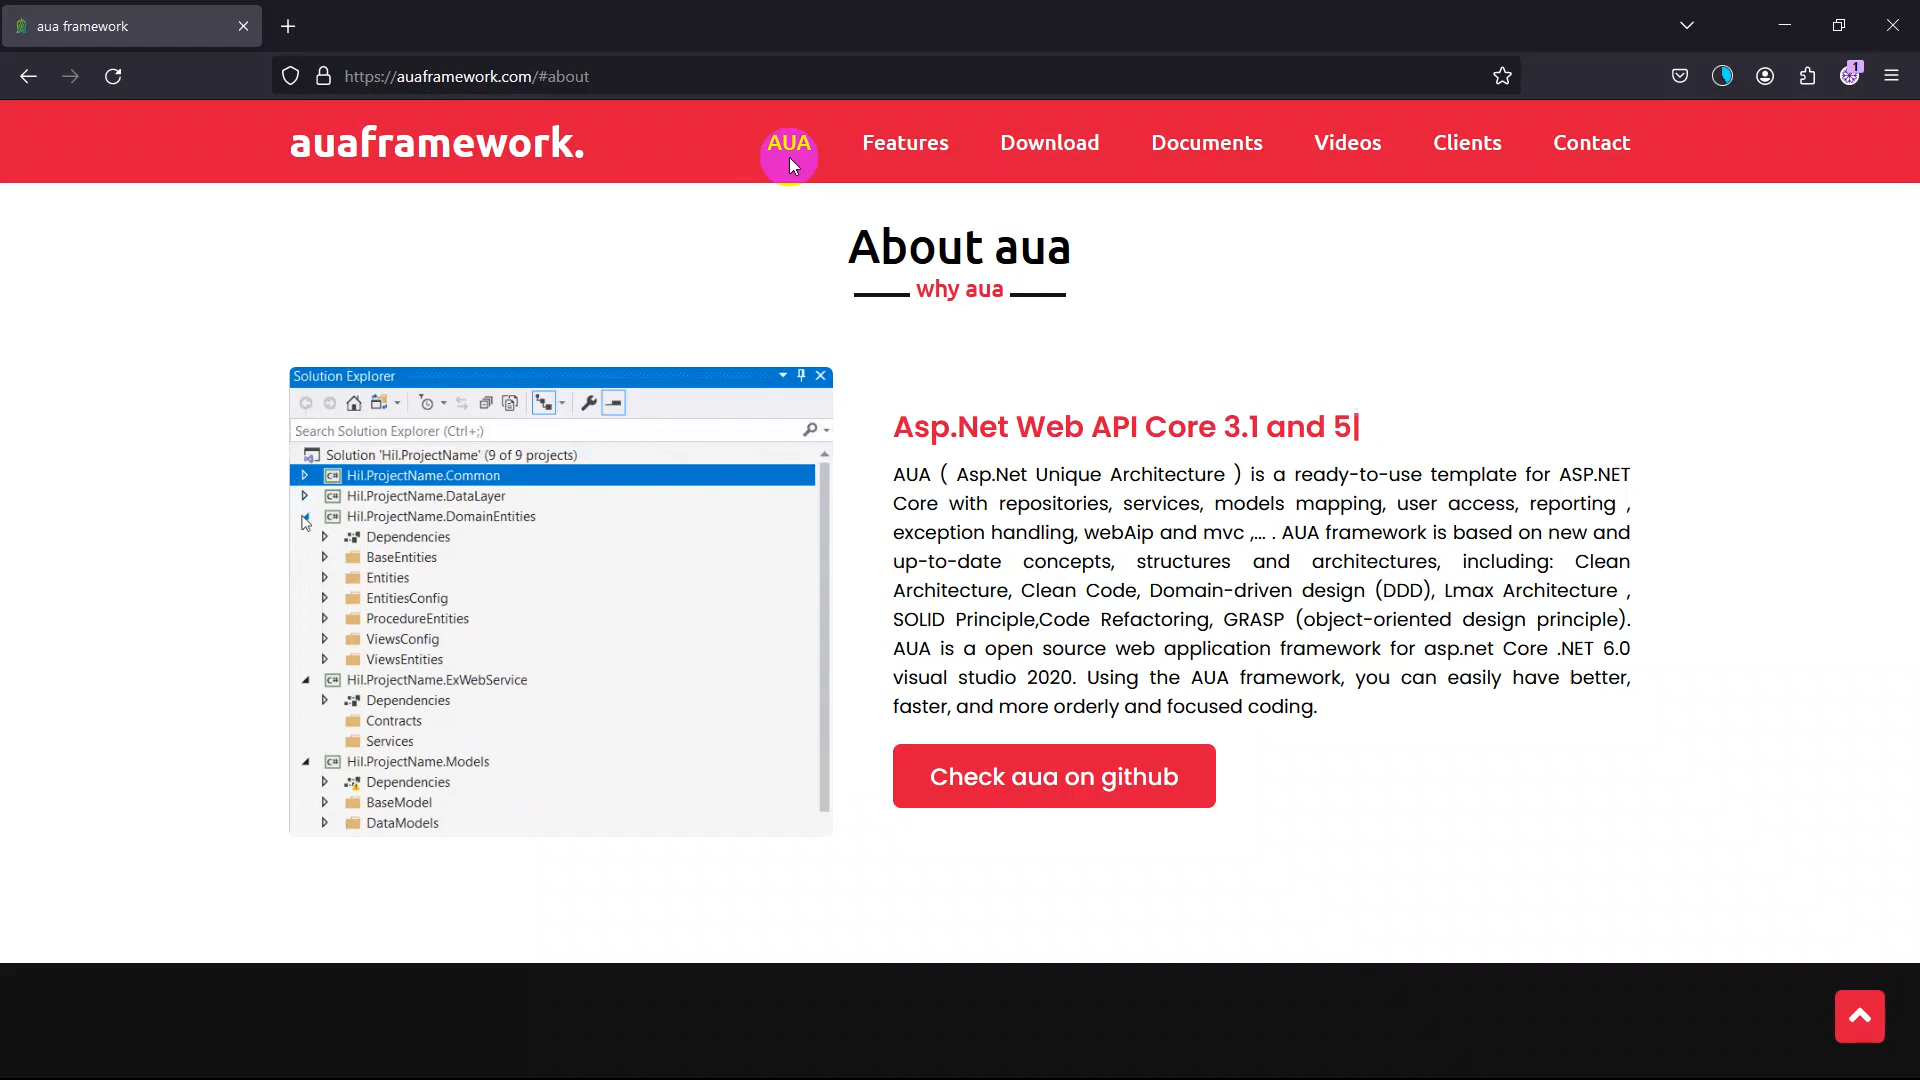 aua framework
https://auaframework.com/#about
1
auaframework.
AUA
Features
Download
Documents
Videos
Clients
Contact
About aua
why aua
Solution Explorer
Search Solution Explorer (Ctrl+;)
Solution 'Hil.ProjectName' (9 of 9 projects)
C# Hil.ProjectName.Common
C# Hil.ProjectName.DataLayer
C# Hil.ProjectName.DomainEntities
Dependencies
BaseEntities
Entities
EntitiesConfig
ProcedureEntities
ViewsConfig
ViewsEntities
C# Hil.ProjectName.ExWebService
Dependencies
Contracts
Services
C# Hil.ProjectName.Models
Dependencies
BaseModel
DataModels
Asp.Net Web API Core 3.1 and 5|
AUA ( Asp.Net Unique Architecture ) is a ready-to-use template for ASP.NET
Core with repositories, services, models mapping, user access, reporting ,
exception handling, webAip and mvc ,... . AUA framework is based on new and
up-to-date concepts, structures and architectures, including: Clean
Architecture, Clean Code, Domain-driven design (DDD), Lmax Architecture ,
SOLID Principle,Code Refactoring, GRASP (object-oriented design principle).
AUA is a open source web application framework for asp.net Core .NET 6.0
visual studio 2020. Using the AUA framework, you can easily have better,
faster, and more orderly and focused coding.
Check aua on github